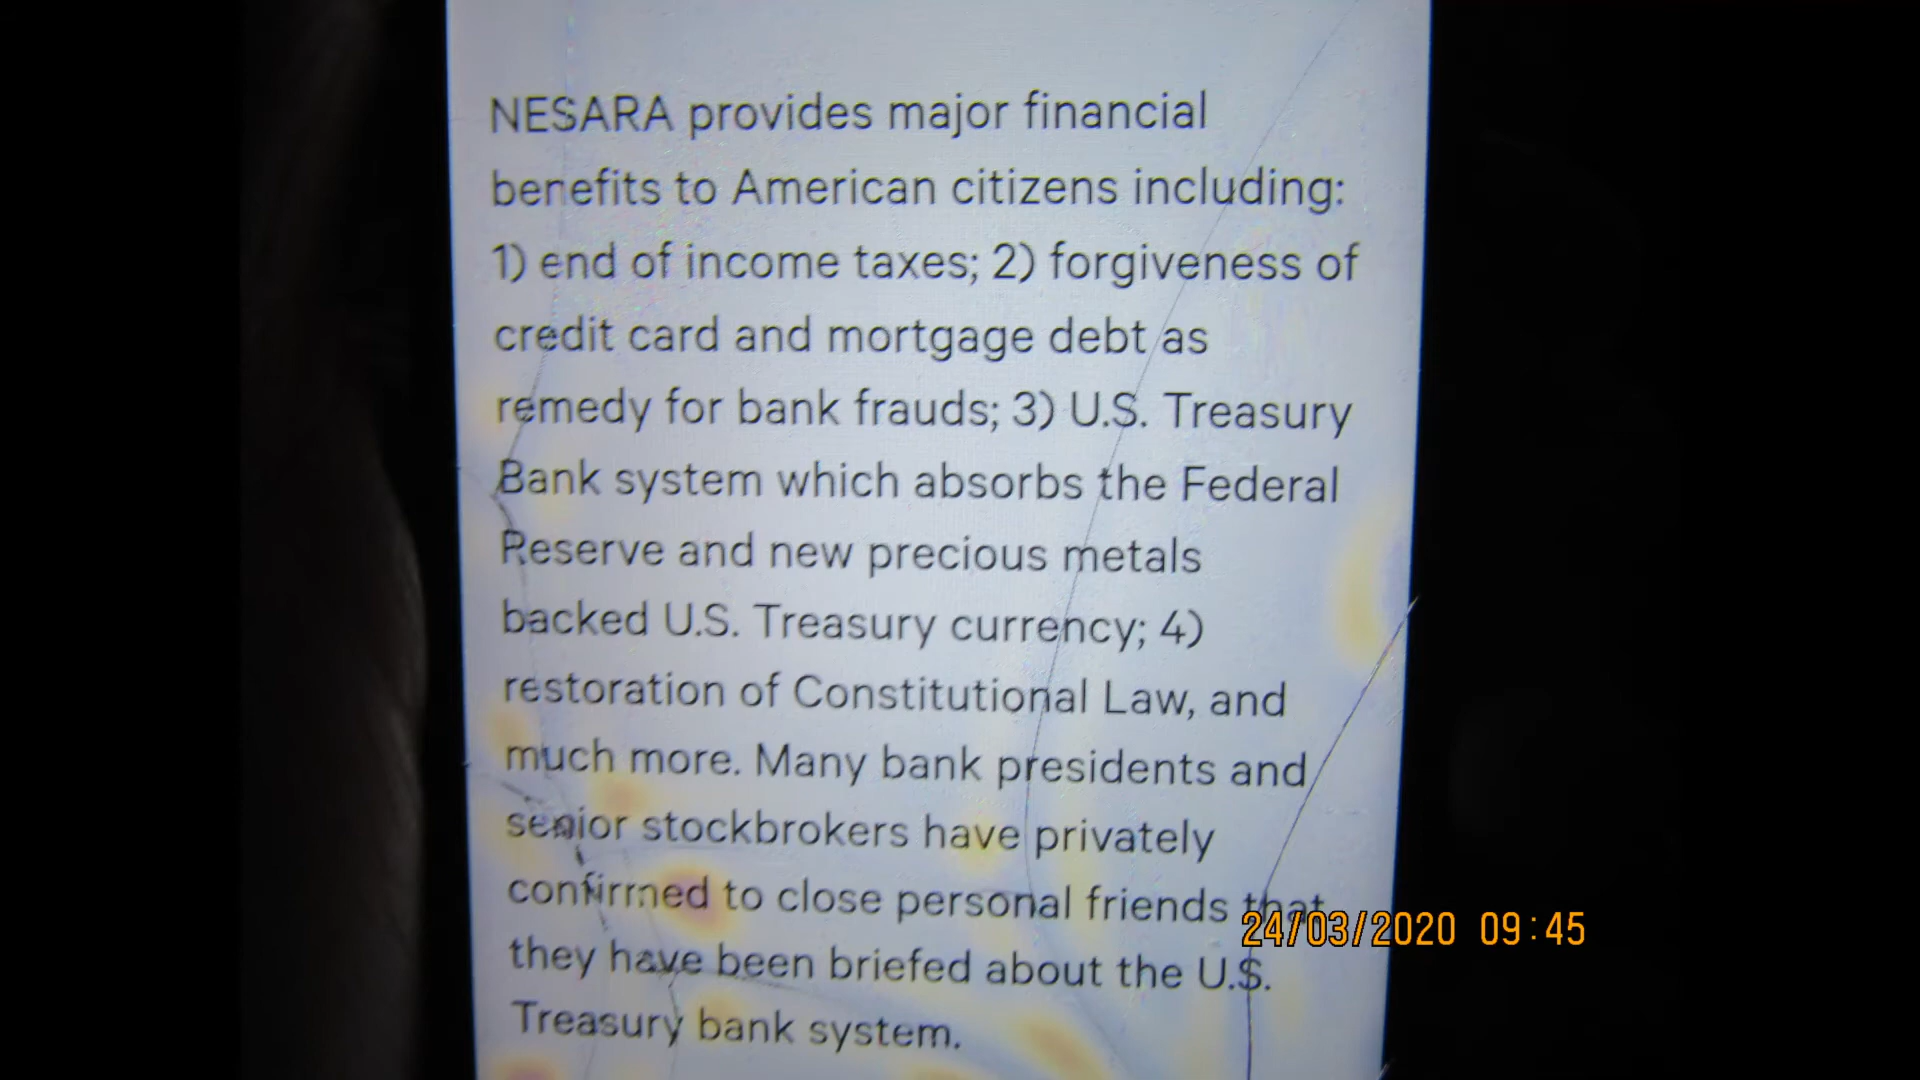 NESARA provides major financial
benefits to American citizens including:
1) end of income taxes; 2) forgiveness of
credit card and mortgage debt as
remedy for bank frauds; 3) U.S. Treasury
Bank system which absorbs the Federal
Reserve and new precious metals
backed U.S. Treasury currency; 4)
restoration of Constitutional Law, and
much more. Many bank presidents and
senior stockbrokers have privately
confirmed to close personal friends that
they have been briefed about the U.S.
Treasury bank system.
24/03/2020 09:45